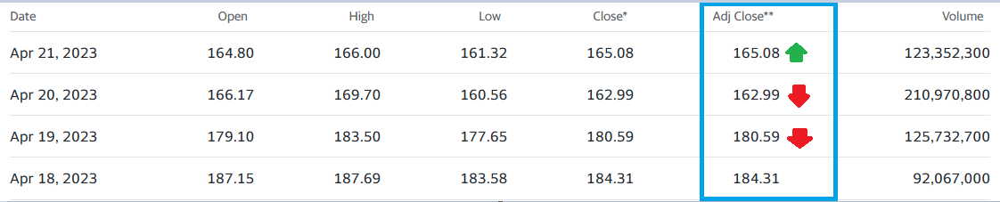 Date Open High Low Close* Adj Close** Volume
Apr 21, 2023 164.80 166.00 161.32 165.08 165.08 123,352,300
Apr 20, 2023 166.17 169.70 160.56 162.99 162.99 210,970,800
Apr 19, 2023 179.10 183.50 177.65 180.59 180.59 125,732,700
Apr 18, 2023 187.15 187.69 183.58 184.31 184.31 92,067,000